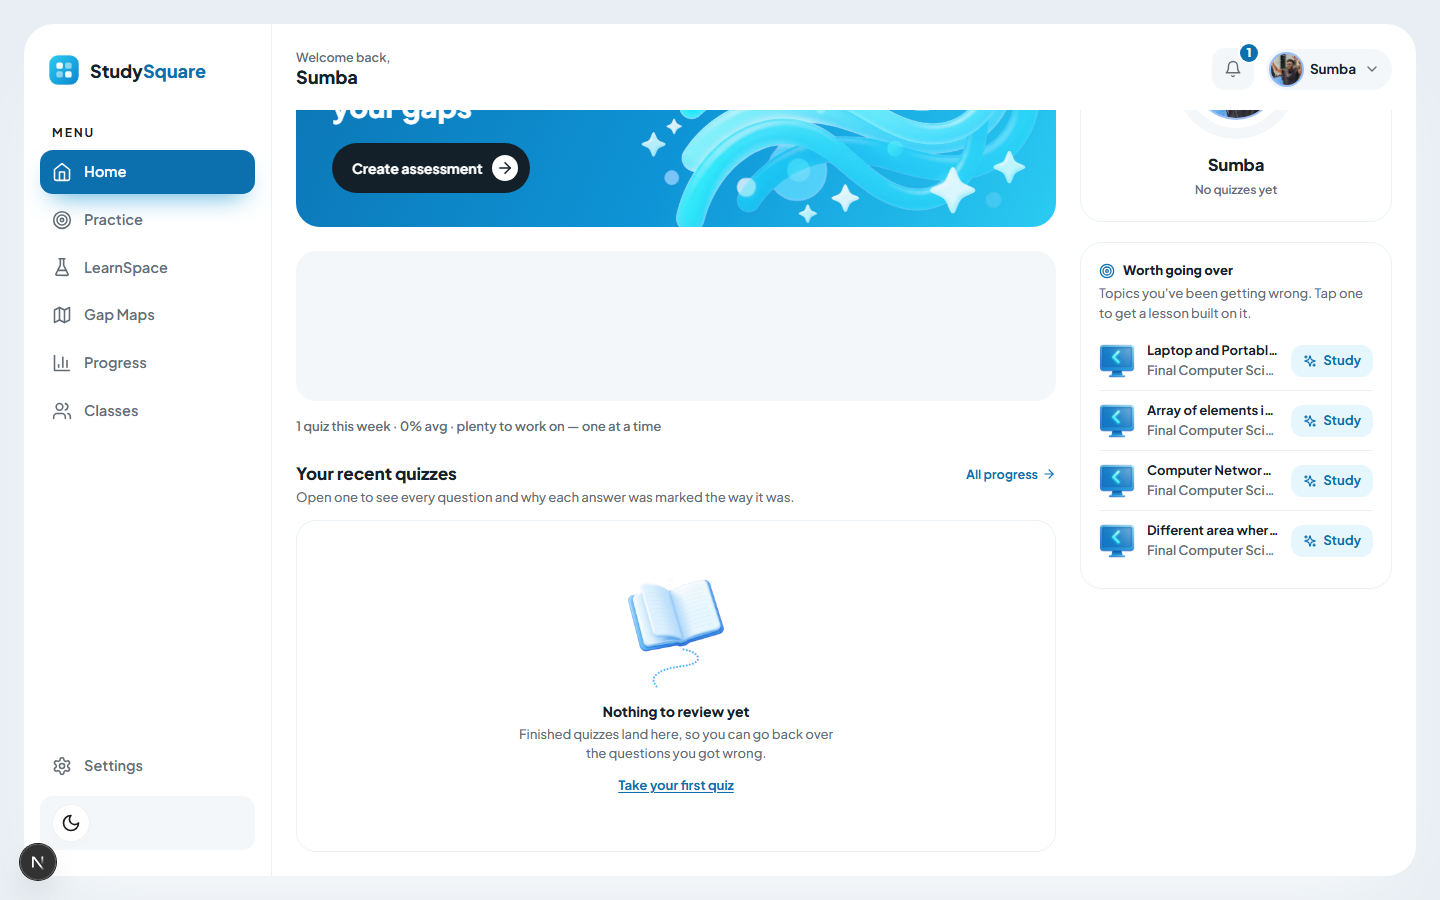 StudySquare
MENU
Home
Practice
LearnSpace
Gap Maps
Progress
Classes
Settings
N
Welcome back,
Sumba
1
Sumba
your gaps
Create assessment
1 quiz this week · 0% avg · plenty to work on — one at a time
Your recent quizzes
All progress
Open one to see every question and why each answer was marked the way it was.
Nothing to review yet
Finished quizzes land here, so you can go back over
the questions you got wrong.
Take your first quiz
Sumba
No quizzes yet
Worth going over
Topics you've been getting wrong. Tap one
to get a lesson built on it.
Laptop and Portabl...
Final Computer Sci...
Study
Array of elements i...
Final Computer Sci...
Study
Computer Networ...
Final Computer Sci...
Study
Different area wher...
Final Computer Sci...
Study